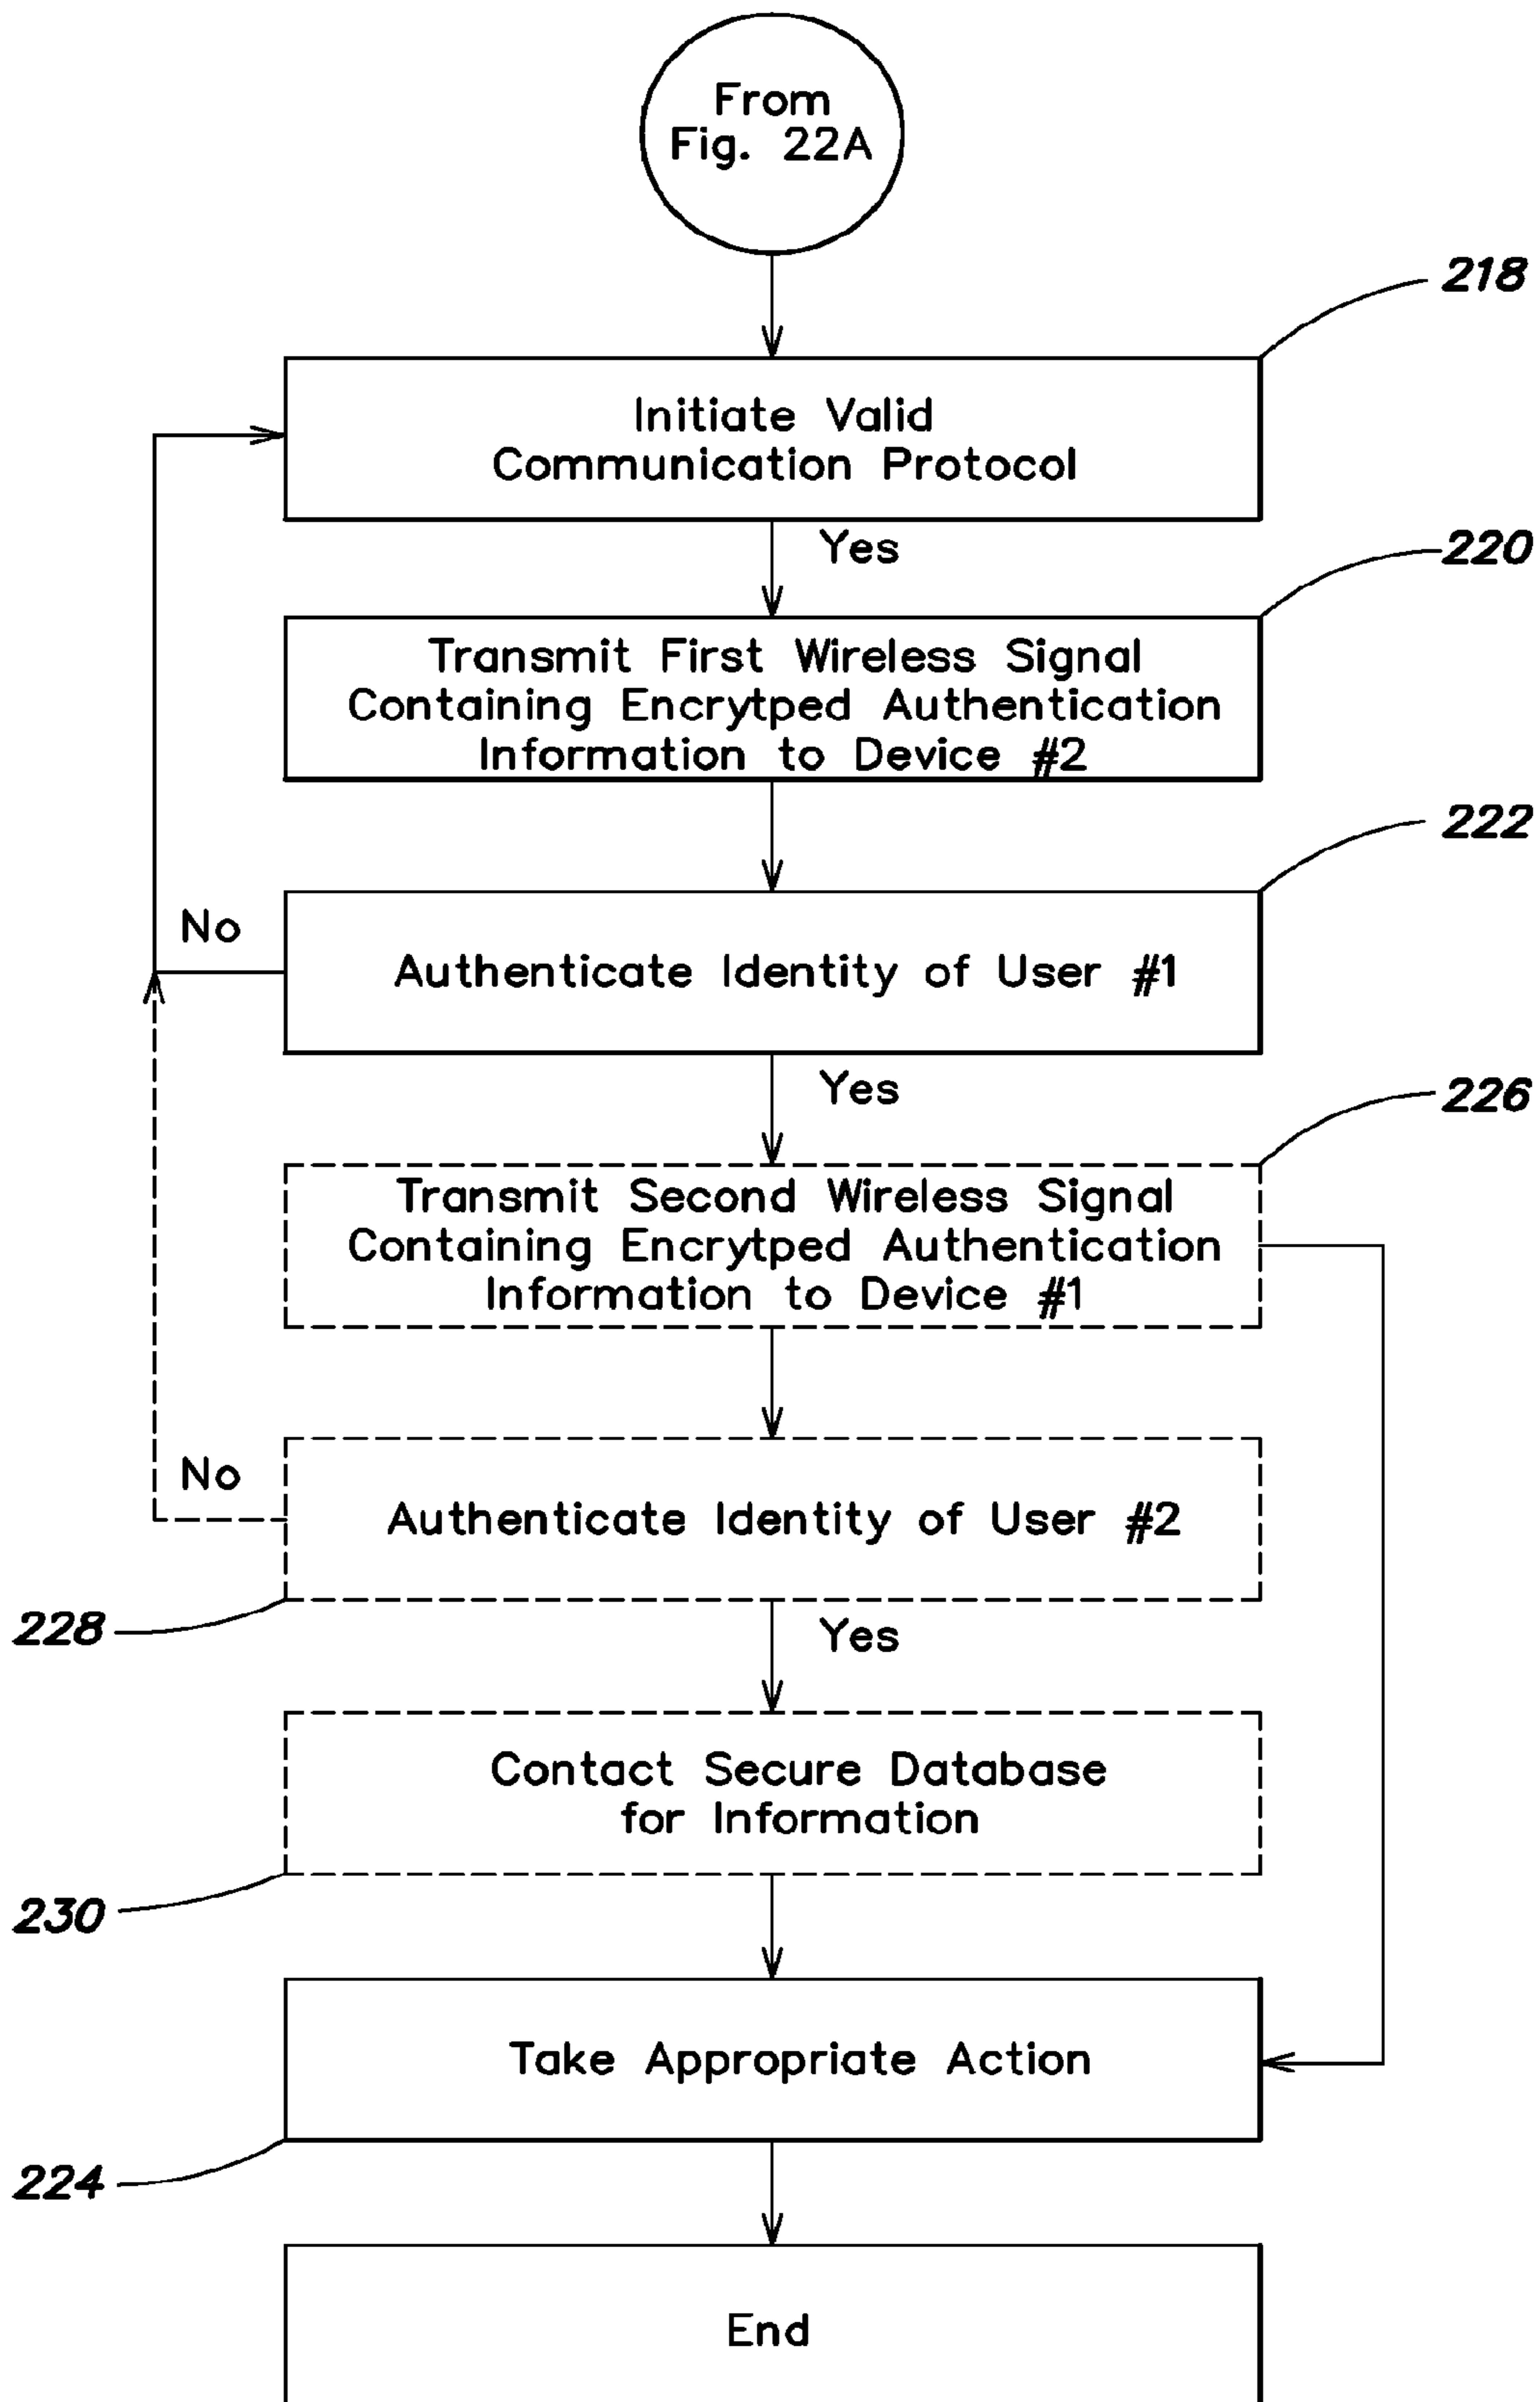 From
Fig. 22A
218
Initiate Valid
Communication Protocol
Yes
220
Transmit First Wireless Signal
Containing Encrytped Authentication
Information to Device #2
222
No
Authenticate Identity of User #1
Yes
226
Transmit Second Wireless Signal
Containing Encrytped Authentication
Information to Device #1
No
Authenticate Identity of User #2
228
Yes
Contact Secure Database
for Information
230
Take Appropriate Action
224
End